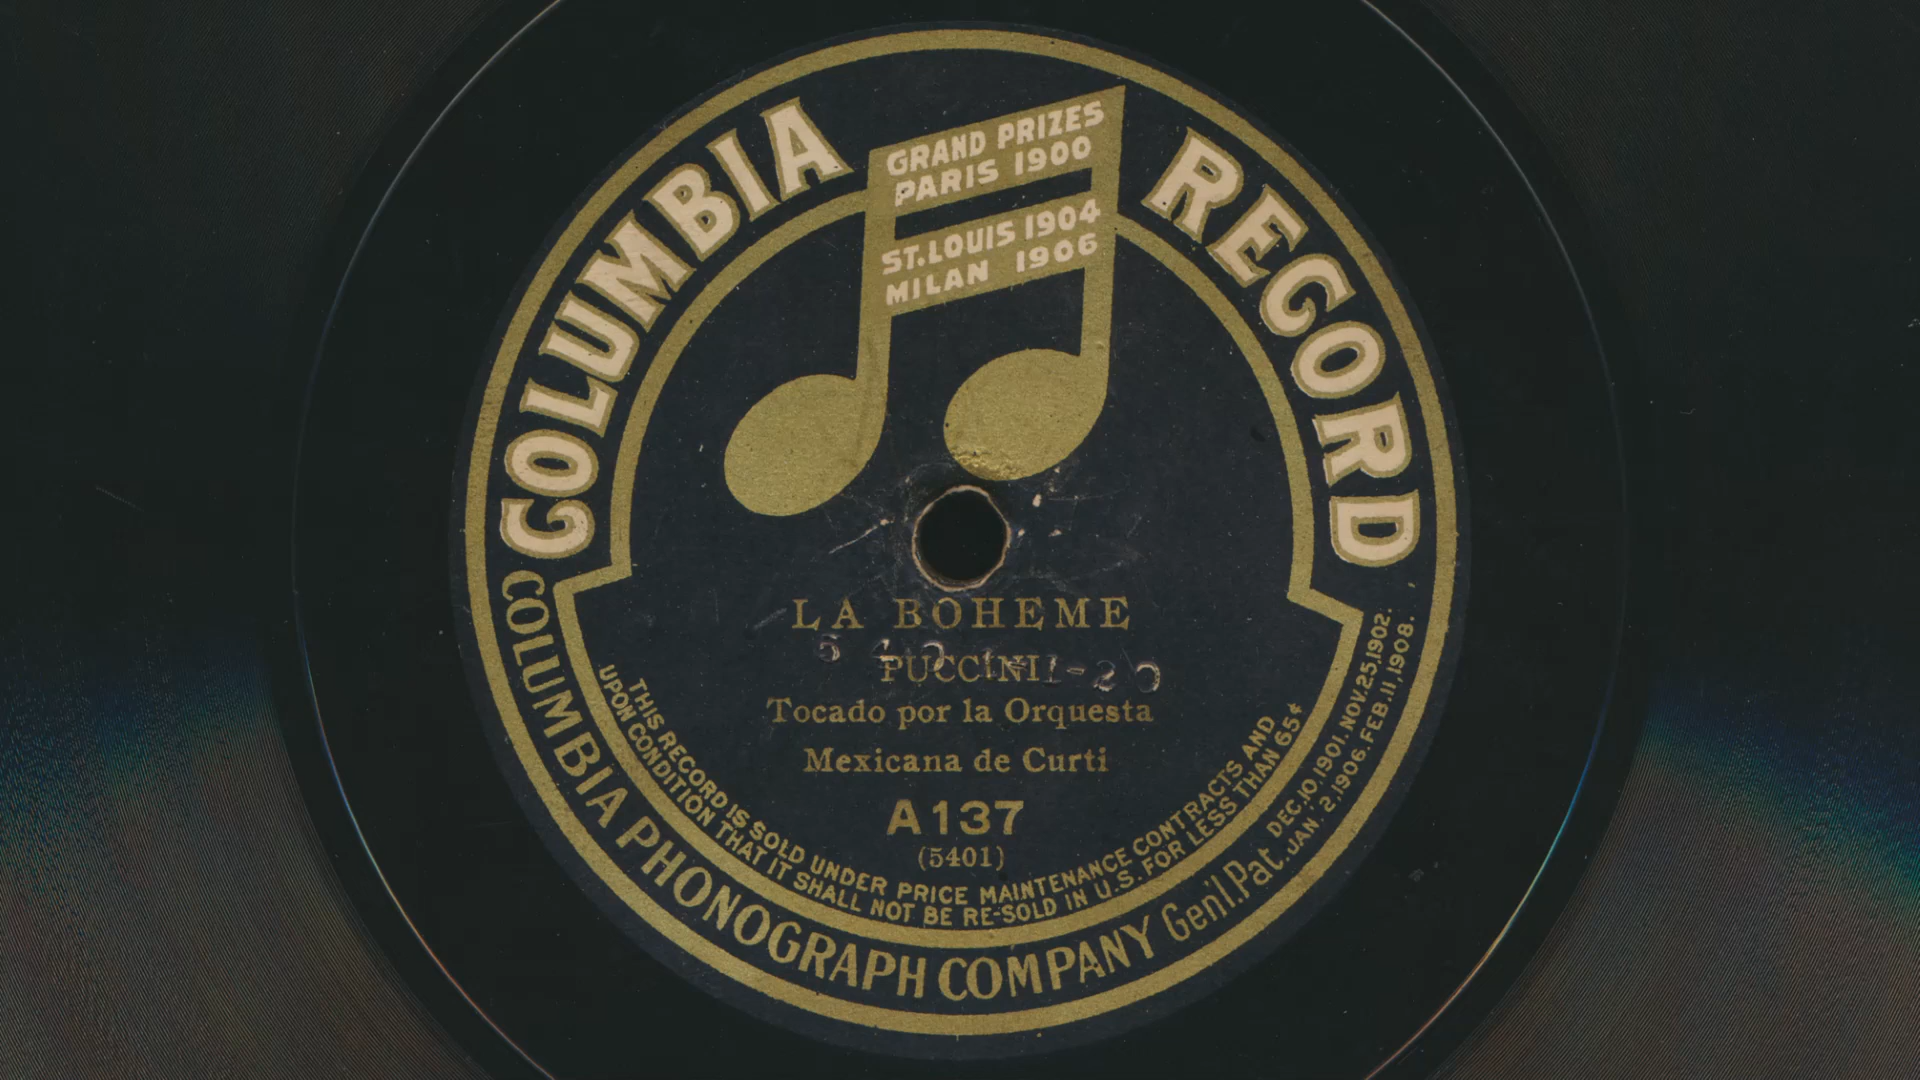 COLUMBIA RECORD
GRAND PRIZES
PARIS 1900
ST. LOUIS 1904
MILAN 1906
LA BOHEME
PUCCINI
Tocado por la Orquesta
Mexicana de Curti
A137
(5401)
THIS RECORD IS SOLD UNDER PRICE MAINTENANCE CONTRACTS AND
UPON CONDITION THAT IT SHALL NOT BE RE-SOLD IN U.S. FOR LESS THAN 65¢
COLUMBIA PHONOGRAPH COMPANY Gen'l. Pat. DEC, 10, 1901. NOV. 25, 1902.
JAN. 2, 1906. FEB. 11, 1908.